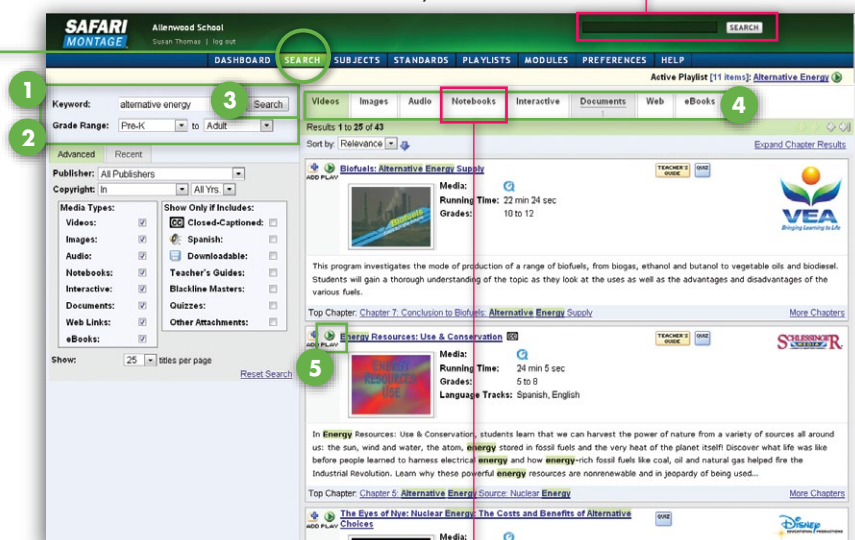 SAFARI
MONTAGE
Allenwood School
Susan Thomas | log out
SEARCH
DASHBOARD SEARCH SUBJECTS STANDARDS PLAYLISTS MODULES PREFERENCES HELP
Active Playlist [11 items]: Alternative Energy
1
Keyword: alternative energy Search
3
2
Grade Range: Pre-K to Adult
Advanced Recent
Publisher: All Publishers
Copyright: In All Yrs.
Media Types:
Videos:
Images:
Audio:
Notebooks:
Interactive:
Documents:
Web Links:
eBooks:
Show Only if Includes:
CC Closed-Captioned:
Spanish:
Downloadable:
Teacher's Guides:
Blackline Masters:
Quizzes:
Other Attachments:
Show: 25 titles per page
Reset Search
Videos Images Audio Notebooks Interactive Documents Web eBooks
4
Results 1 to 25 of 43
Sort by: Relevance
Expand Chapter Results
ADD PLAY
Biofuels: Alternative Energy Supply
TEACHER'S GUIDE QUIZ
Biofuels
Media:
Running Time: 22 min 24 sec
Grades: 10 to 12
VEA
Bringing Learning to Life
This program investigates the mode of production of a range of biofuels, from biogas, ethanol and butanol to vegetable oils and biodiesel.
Students will gain a thorough understanding of the topic as they look at the uses as well as the advantages and disadvantages of the
various fuels.
Top Chapter: Chapter 7: Conclusion to Biofuels: Alternative Energy Supply
More Chapters
ADD PLAY
5
Energy Resources: Use & Conservation CC
TEACHER'S GUIDE QUIZ
SCHLESSINGER
MEDIA
ENERGY
RESOURCES
USE
Media:
Running Time: 24 min 5 sec
Grades: 5 to 8
Language Tracks: Spanish, English
In Energy Resources: Use & Conservation, students learn that we can harvest the power of nature from a variety of sources all around
us: the sun, wind and water, the atom, energy stored in fossil fuels and the very heat of the planet itself! Discover what life was like
before people learned to harness electrical energy and how energy-rich fossil fuels like coal, oil and natural gas helped fire the
Industrial Revolution. Learn why these powerful energy resources are nonrenewable and in jeopardy of being used...
Top Chapter: Chapter 5: Alternative Energy Source: Nuclear Energy
More Chapters
ADD PLAY
The Eyes of Nye: Nuclear Energy: The Costs and Benefits of Alternative
Choices
QUIZ
Disney
EDUCATIONAL PRODUCTIONS
Media: